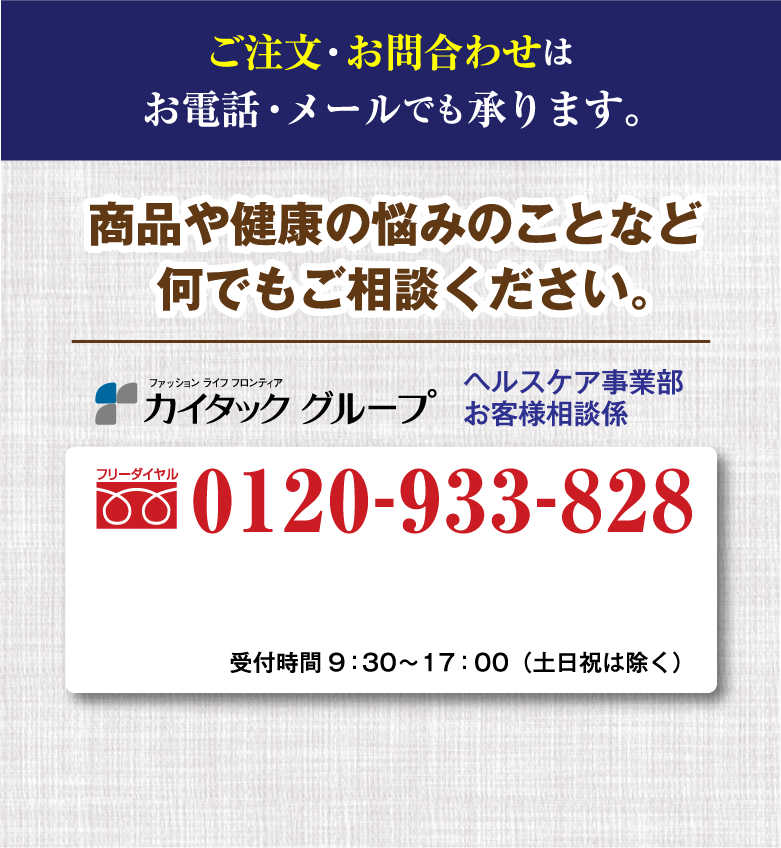 ご注文・お問合わせは
お電話・メールでも承ります。
商品や健康の悩みのことなど
何でもご相談ください。
ファッション ライフ フロンティア
カイタック グループ
ヘルスケア事業部
お客様相談係
フリーダイヤル
0120-933-828
受付時間 9：30～17：00（土日祝は除く）